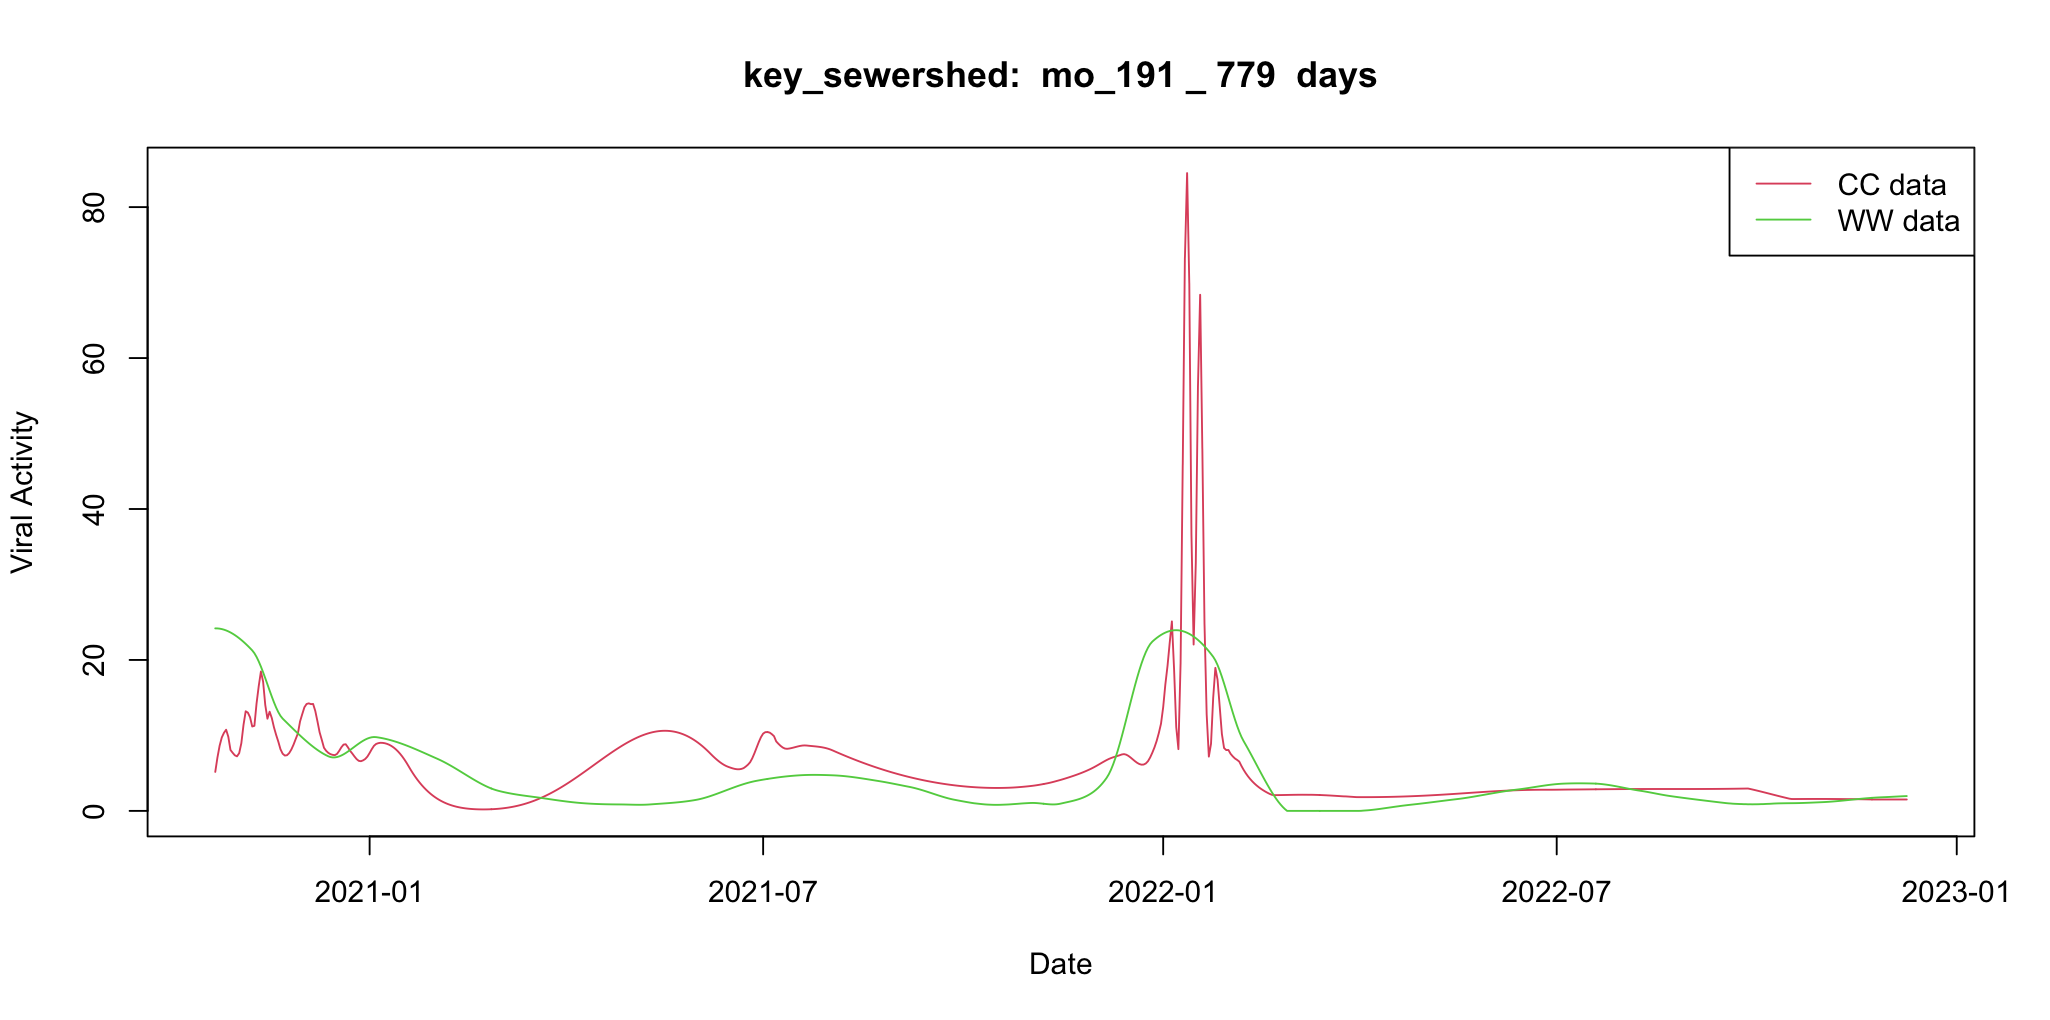 key_sewershed:  mo_191 _ 779  days
CC data
WW data
Viral Activity
80
60
40
20
0
2021-01
2021-07
2022-01
2022-07
2023-01
Date